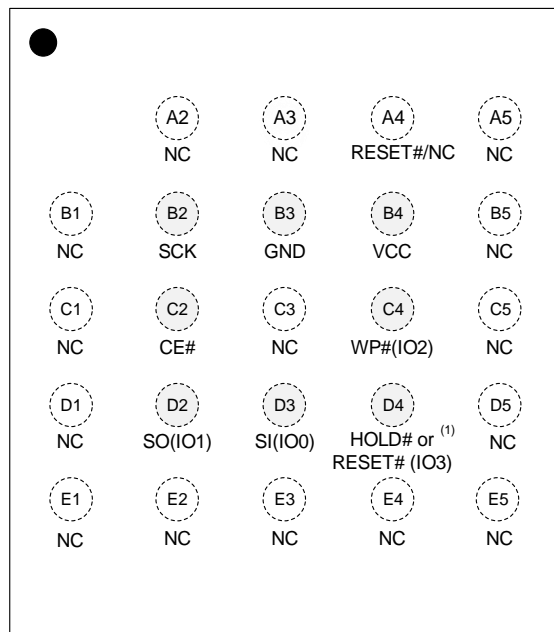 A2 A3 A4 A5
NC NC RESET#/NC NC
B1 B2 B3 B4 B5
NC SCK GND VCC NC
C1 C2 C3 C4 C5
NC CE# NC WP#(IO2) NC
D1 D2 D3 D4 D5
NC SO(IO1) SI(IO0) HOLD# or (1) NC
RESET# (IO3)
E1 E2 E3 E4 E5
NC NC NC NC NC